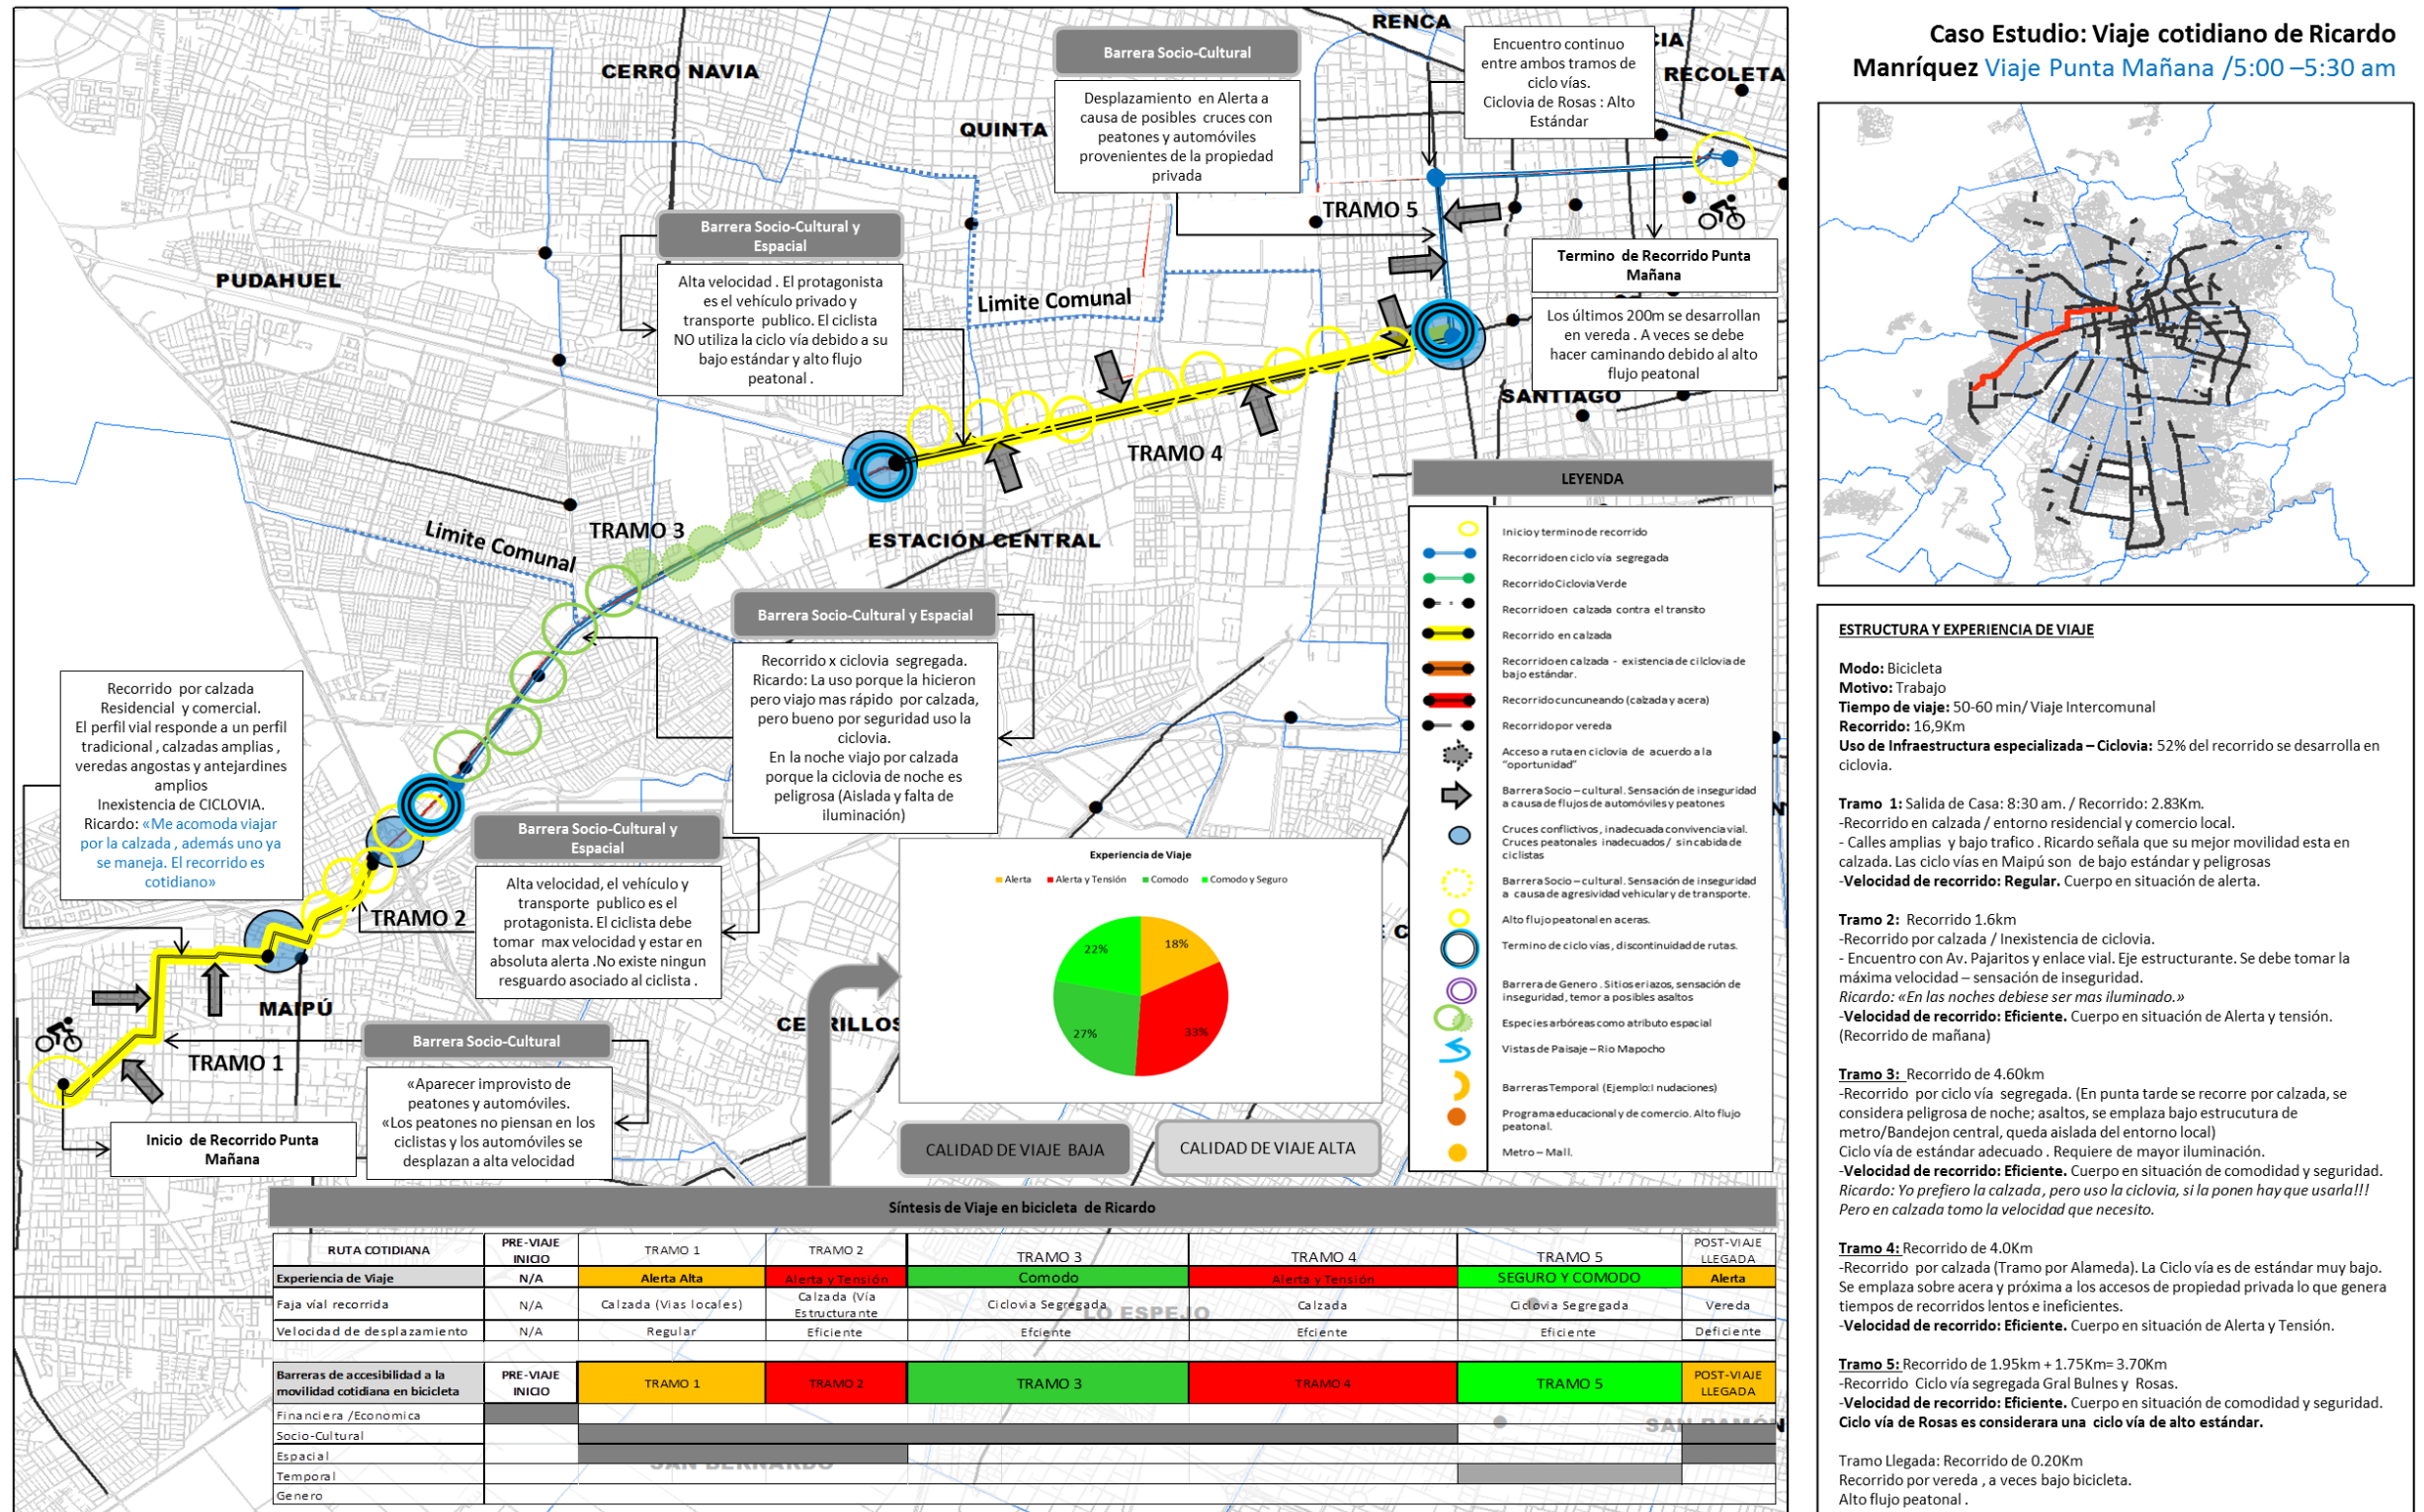 Caso Estudio: Viaje cotidiano de Ricardo
Manríquez Viaje Punta Mañana /5:00 –5:30 am
RENCA
RECOLETA
CERRO NAVIA
QUINTA
PUDAHUEL
Limite Comunal
Limite Comunal
ESTACIÓN CENTRAL
SANTIAGO
MAIPÚ
CERRILLOS
LO ESPEJO
SAN BERNARDO
SAN RAMÓN
TRAMO 1
TRAMO 2
TRAMO 3
TRAMO 4
TRAMO 5
Barrera Socio-Cultural
Desplazamiento en Alerta a
causa de posibles cruces con
peatones y automóviles
provenientes de la propiedad
privada
Encuentro continuo
entre ambos tramos de
ciclo vías.
Ciclovia de Rosas : Alto
Estándar
Barrera Socio-Cultural y
Espacial
Alta velocidad . El protagonista
es el vehículo privado y
transporte publico. El ciclista
NO utiliza la ciclo vía debido a su
bajo estándar y alto flujo
peatonal .
Termino de Recorrido Punta
Mañana
Los últimos 200m se desarrollan
en vereda . A veces se debe
hacer caminando debido al alto
flujo peatonal
Barrera Socio-Cultural y Espacial
Recorrido x ciclovia segregada.
Ricardo: La uso porque la hicieron
pero viajo mas rápido por calzada,
pero bueno por seguridad uso la
ciclovia.
En la noche viajo por calzada
porque la ciclovia de noche es
peligrosa (Aislada y falta de
iluminación)
Recorrido por calzada
Residencial y comercial.
El perfil vial responde a un perfil
tradicional , calzadas amplias ,
veredas angostas y antejardines
amplios
Inexistencia de CICLOVIA.
Ricardo: «Me acomoda viajar
por la calzada , además uno ya
se maneja. El recorrido es
cotidiano»
Barrera Socio-Cultural y
Espacial
Alta velocidad, el vehículo y
transporte publico es el
protagonista. El ciclista debe
tomar max velocidad y estar en
absoluta alerta .No existe ningun
resguardo asociado al ciclista .
Barrera Socio-Cultural
«Aparecer improvisto de
peatones y automóviles.
«Los peatones no piensan en los
ciclistas y los automóviles se
desplazan a alta velocidad
Inicio de Recorrido Punta
Mañana
LEYENDA
Inicio y termino de recorrido
Recorrido en ciclo vía segregada
Recorrido Ciclovia Verde
Recorrido en calzada contra el transito
Recorrido en calzada
Recorrido en calzada - existencia de cilclovia de
bajo estándar.
Recorrido cuncuneando (calzada y acera)
Recorrido por vereda
Acceso a ruta en ciclovia de acuerdo a la
“oportunidad”
Barrera Socio – cultural. Sensación de inseguridad
a causa de flujos de automóviles y peatones
Cruces conflictivos , inadecuada convivencia vial.
Cruces peatonales inadecuados / sin cabida de
ciclistas
Barrera Socio – cultural. Sensación de inseguridad
a causa de agresividad vehicular y de transporte.
Alto flujo peatonal en aceras.
Termino de ciclo vías , discontinuidad de rutas.
Barrera de Genero . Sitios eriazos, sensación de
inseguridad, temor a posibles asaltos
Especies arbóreas como atributo espacial
Vistas de Paisaje – Rio Mapocho
Barreras Temporal (Ejemplo:Inudaciones)
Programa educacional y de comercio. Alto flujo
peatonal.
Metro – Mall.
Experiencia de Viaje
Alerta Alerta y Tensión Comodo Comodo y Seguro
22%
18%
27%
33%
CALIDAD DE VIAJE BAJA
CALIDAD DE VIAJE ALTA
Síntesis de Viaje en bicicleta de Ricardo
RUTA COTIDIANA PRE-VIAJE INICIO TRAMO 1 TRAMO 2 TRAMO 3 TRAMO 4 TRAMO 5 POST-VIAJE LLEGADA
Experiencia de Viaje N/A Alerta Alta Alerta y Tensión Comodo Alerta y Tensión SEGURO Y COMODO Alerta
Faja víal recorrida N/A Calzada (Vias locales) Calzada (Vía Estructurante Ciclovia Segregada Calzada Ciclovia Segregada Vereda
Velocidad de desplazamiento N/A Regular Eficiente Efciente Efciente Eficiente Deficiente
Barreras de accesibilidad a la movilidad cotidiana en bicicleta PRE-VIAJE INICIO TRAMO 1 TRAMO 2 TRAMO 3 TRAMO 4 TRAMO 5 POST-VIAJE LLEGADA
Financiera /Economica
Socio-Cultural
Espacial
Temporal
Genero
ESTRUCTURA Y EXPERIENCIA DE VIAJE
Modo: Bicicleta
Motivo: Trabajo
Tiempo de viaje: 50-60 min/ Viaje Intercomunal
Recorrido: 16,9Km
Uso de Infraestructura especializada – Ciclovia: 52% del recorrido se desarrolla en
ciclovia.
Tramo 1: Salida de Casa: 8:30 am. / Recorrido: 2.83Km.
-Recorrido en calzada / entorno residencial y comercio local.
- Calles amplias y bajo trafico . Ricardo señala que su mejor movilidad esta en
calzada. Las ciclo vías en Maipú son de bajo estándar y peligrosas
-Velocidad de recorrido: Regular. Cuerpo en situación de alerta.
Tramo 2: Recorrido 1.6km
-Recorrido por calzada / Inexistencia de ciclovia.
- Encuentro con Av. Pajaritos y enlace vial. Eje estructurante. Se debe tomar la
máxima velocidad – sensación de inseguridad.
Ricardo: «En las noches debiese ser mas iluminado.»
-Velocidad de recorrido: Eficiente. Cuerpo en situación de Alerta y tensión.
(Recorrido de mañana)
Tramo 3: Recorrido de 4.60km
-Recorrido por ciclo vía segregada. (En punta tarde se recorre por calzada, se
considera peligrosa de noche; asaltos, se emplaza bajo estrucutura de
metro/Bandejon central, queda aislada del entorno local)
Ciclo vía de estándar adecuado . Requiere de mayor iluminación.
-Velocidad de recorrido: Eficiente. Cuerpo en situación de comodidad y seguridad.
Ricardo: Yo prefiero la calzada , pero uso la ciclovia, si la ponen hay que usarla!!!
Pero en calzada tomo la velocidad que necesito.
Tramo 4: Recorrido de 4.0Km
-Recorrido por calzada (Tramo por Alameda). La Ciclo vía es de estándar muy bajo.
Se emplaza sobre acera y próxima a los accesos de propiedad privada lo que genera
tiempos de recorridos lentos e ineficientes.
-Velocidad de recorrido: Eficiente. Cuerpo en situación de Alerta y Tensión.
Tramo 5: Recorrido de 1.95km + 1.75Km= 3.70Km
-Recorrido Ciclo vía segregada Gral Bulnes y Rosas.
-Velocidad de recorrido: Eficiente. Cuerpo en situación de comodidad y seguridad.
Ciclo vía de Rosas es considerara una ciclo vía de alto estándar.
Tramo Llegada: Recorrido de 0.20Km
Recorrido por vereda , a veces bajo bicicleta.
Alto flujo peatonal .